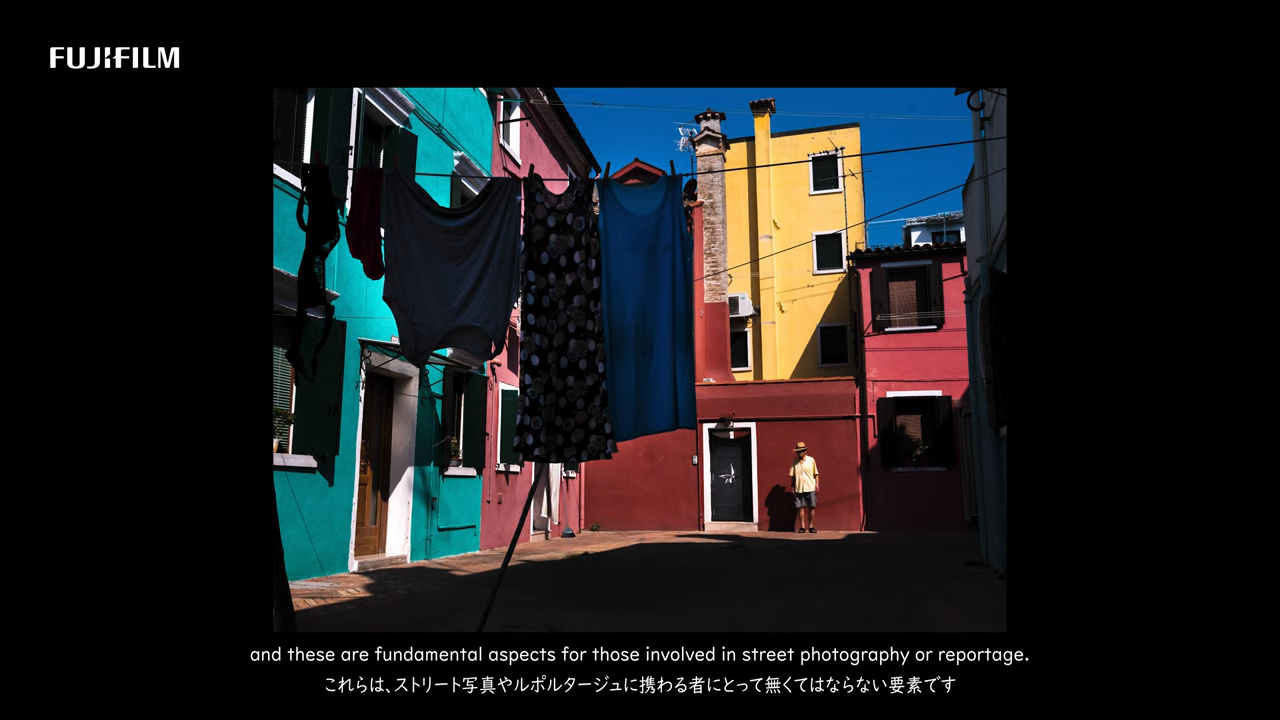 FUJIFILM
and these are fundamental aspects for those involved in street photography or reportage.
これらは、ストリート写真やルポルタージュに携わる者にとって無くてはならない要素です